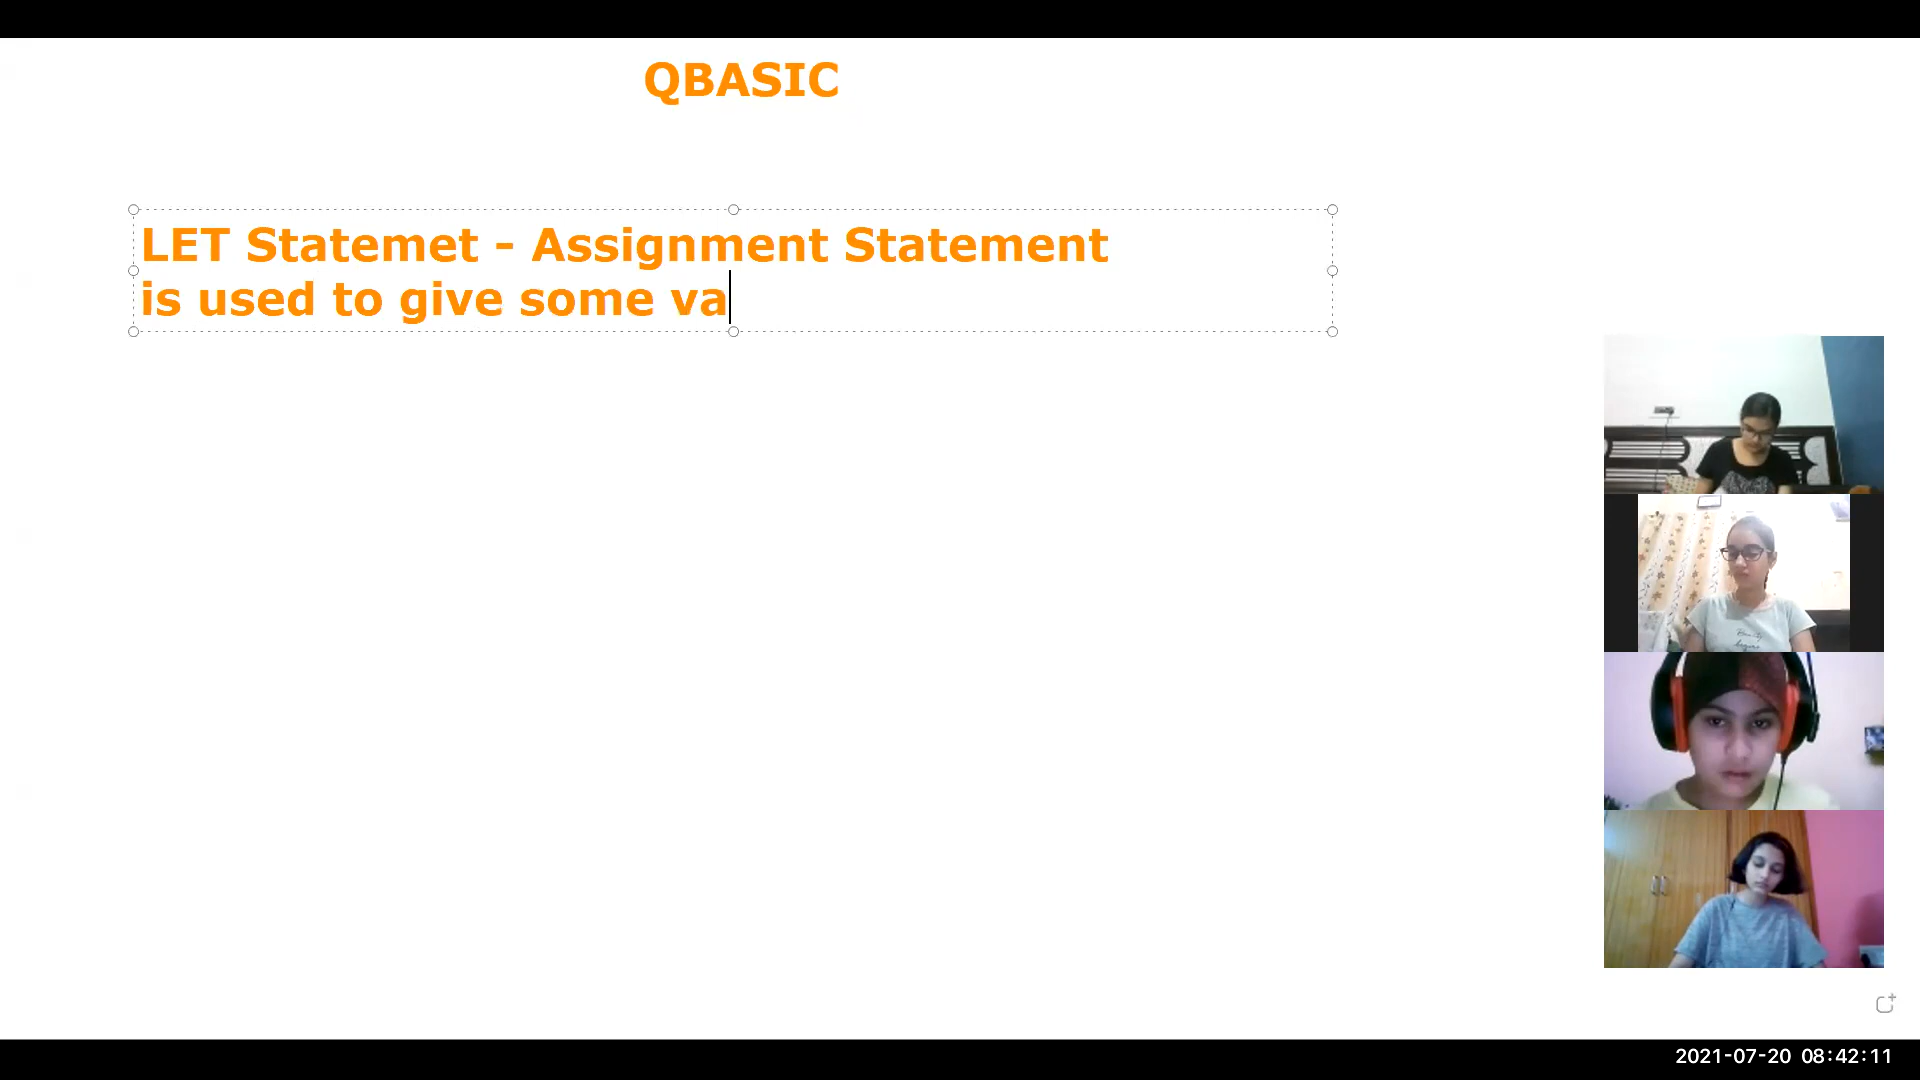 QBASIC
LET Statemet - Assignment Statement
is used to give some va
2021-07-20 08:42:11